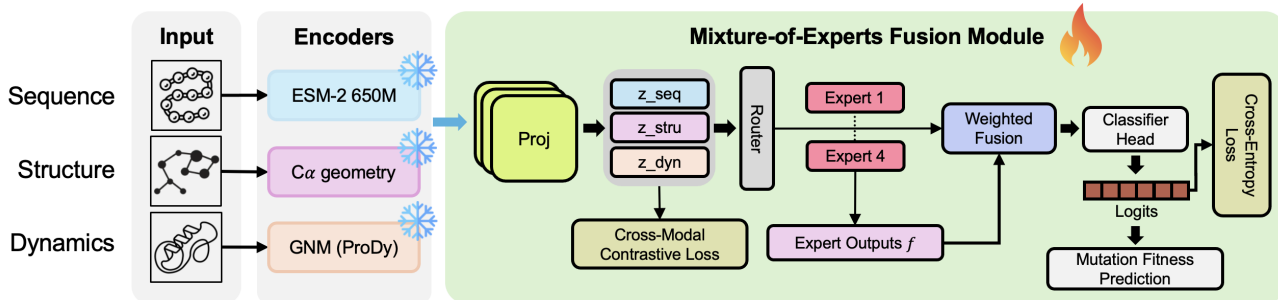 Input
Encoders
Mixture-of-Experts Fusion Module
Sequence
Structure
Dynamics
ESM-2 650M
Cα geometry
GNM (ProDy)
Proj
z_seq
z_stru
z_dyn
Cross-Modal
Contrastive Loss
Router
Expert 1
Expert 4
Expert Outputs f
Weighted
Fusion
Classifier
Head
Logits
Mutation Fitness
Prediction
Cross-Entropy
Loss